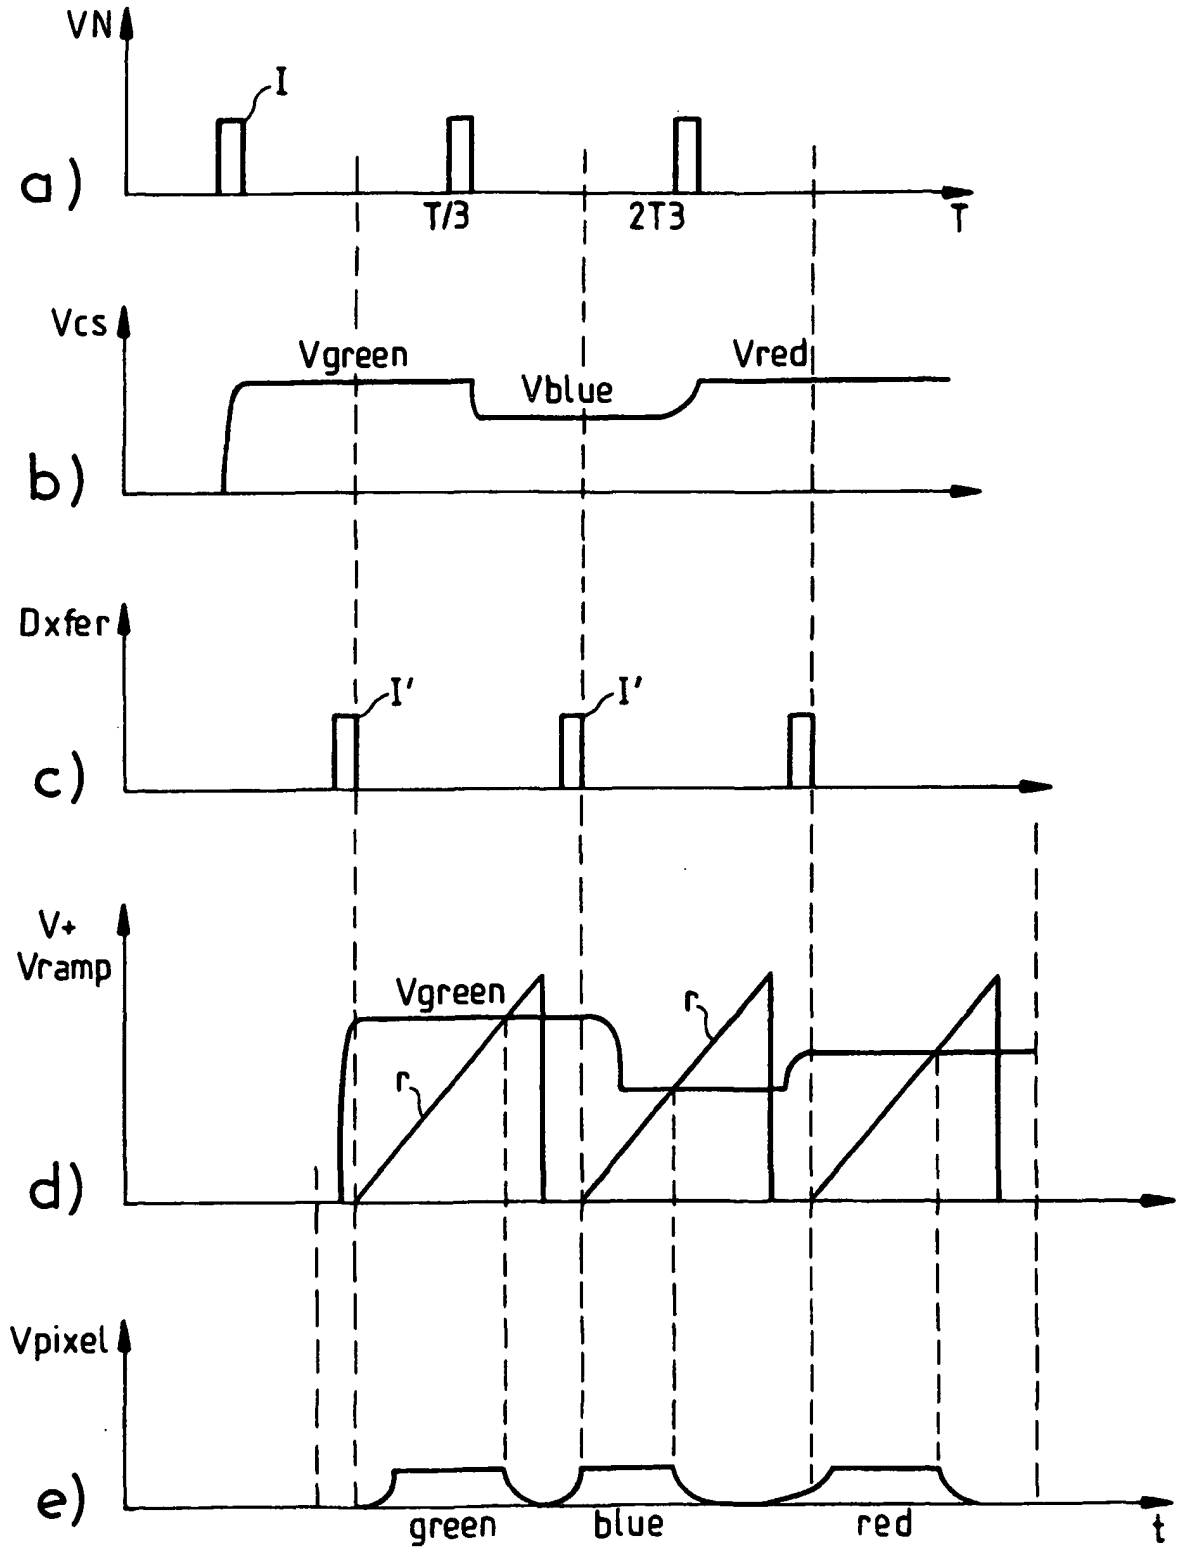 VN
I
a)
T/3
2T3
T
Vcs
Vgreen
Vblue
Vred
b)
Dxfer
I'
I'
c)
V+
Vramp
Vgreen
r
r
d)
Vpixel
e)
green
blue
red
t